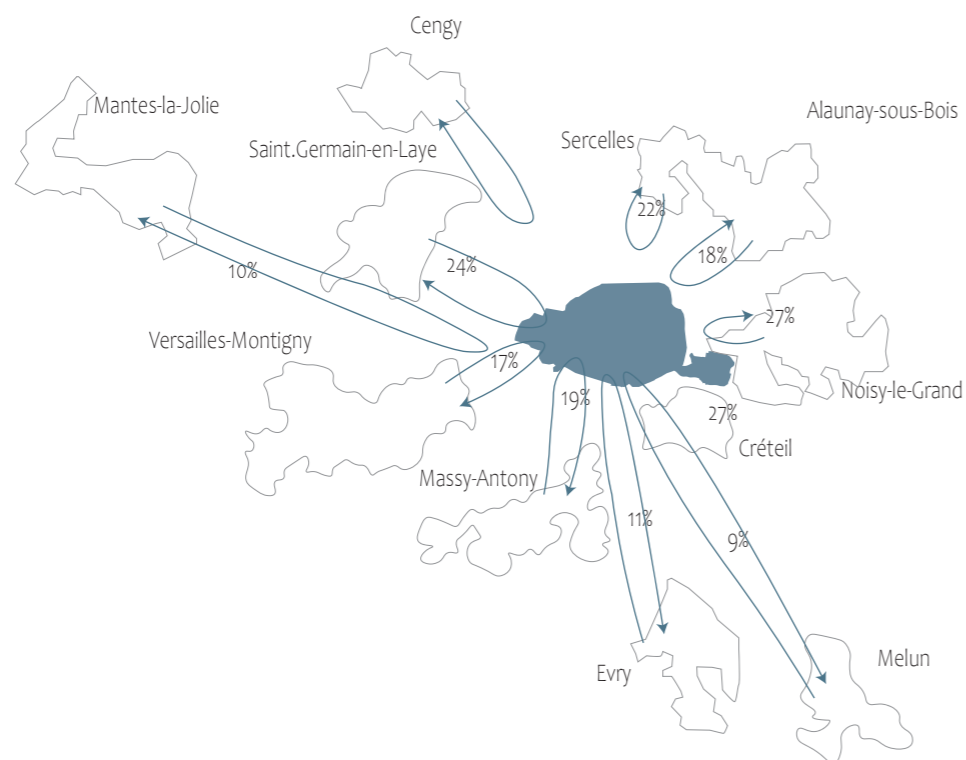 Cengy
Mantes-la-Jolie
Alaunay-sous-Bois
Sercelles
Saint.Germain-en-Laye
22%
18%
24%
10%
27%
Versailles-Montigny
17%
Noisy-le-Grand
19%
27%
Créteil
Massy-Antony
11%
9%
Melun
Evry